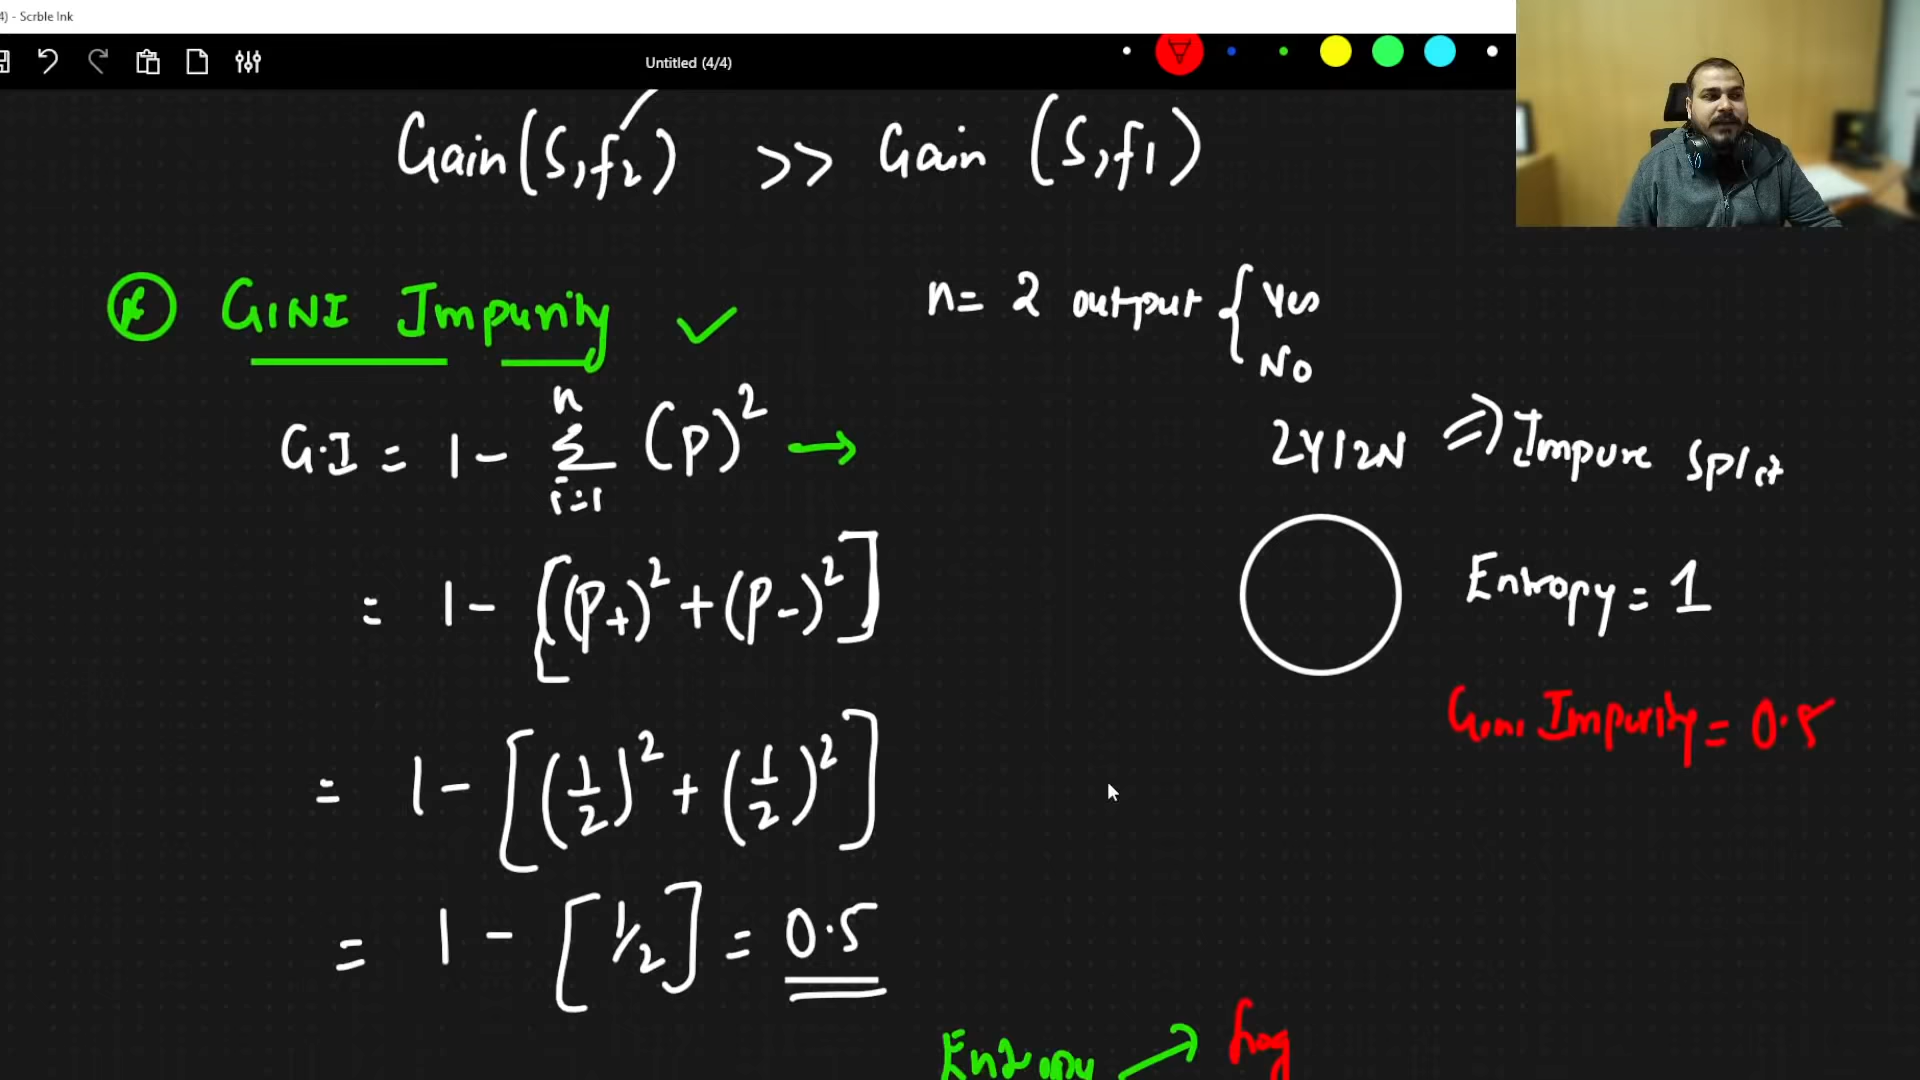 4) - Scrble Ink
Untitled (4/4)
Gain(S,f2) >> Gain (S,f1)
GINI Impurity ✓
n= 2 output { Yes
No
G.I = 1 - n Σ i=1 (p)² →
2Y|2N ⇒ Impure Split
= 1 - [(p+)² + (p-)²]
Entropy = 1
Gini Impurity = 0.5
= 1 - [(1/2)² + (1/2)²]
= 1 - [1/2] = 0.5
Entropy → log